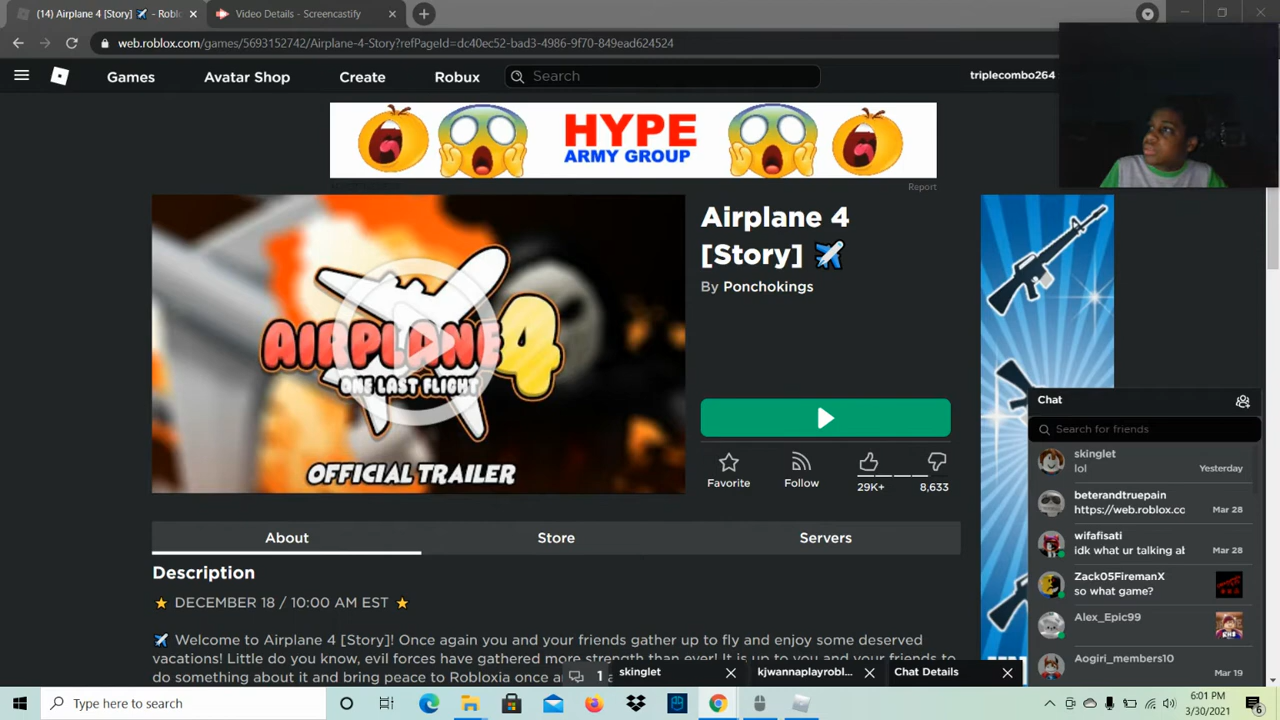 (14) Airplane 4 [Story] ✈️ - Robl
Video Details - Screencastify
web.roblox.com/games/5693152742/Airplane-4-Story?refPageId=dc40ec52-bad3-4986-9f70-849ead624524
Games
Avatar Shop
Create
Robux
Search
triplecombo264
HYPE
ARMY GROUP
Report
AIRPLANE 4
ONE LAST FLIGHT
OFFICIAL TRAILER
Airplane 4
[Story] ✈️
By Ponchokings
Favorite
Follow
29K+
8,633
About
Store
Servers
Description
⭐ DECEMBER 18 / 10:00 AM EST ⭐
✈️ Welcome to Airplane 4 [Story]! Once again you and your friends gather up to fly and enjoy some deserved
vacations! Little do you know, evil forces have gathered more strength than ever! It is up to you and your friends to
do something about it and bring peace to Robloxia once an
Chat
Search for friends
skinglet
lol
Yesterday
beterandtruepain
https://web.roblox.cc
Mar 28
wifafisati
idk what ur talking al
Mar 28
Zack05FiremanX
so what game?
Alex_Epic99
Aogiri_members10
Mar 19
1
skinglet
kjwannaplayrobl...
Chat Details
Type here to search
6:01 PM
3/30/2021
6